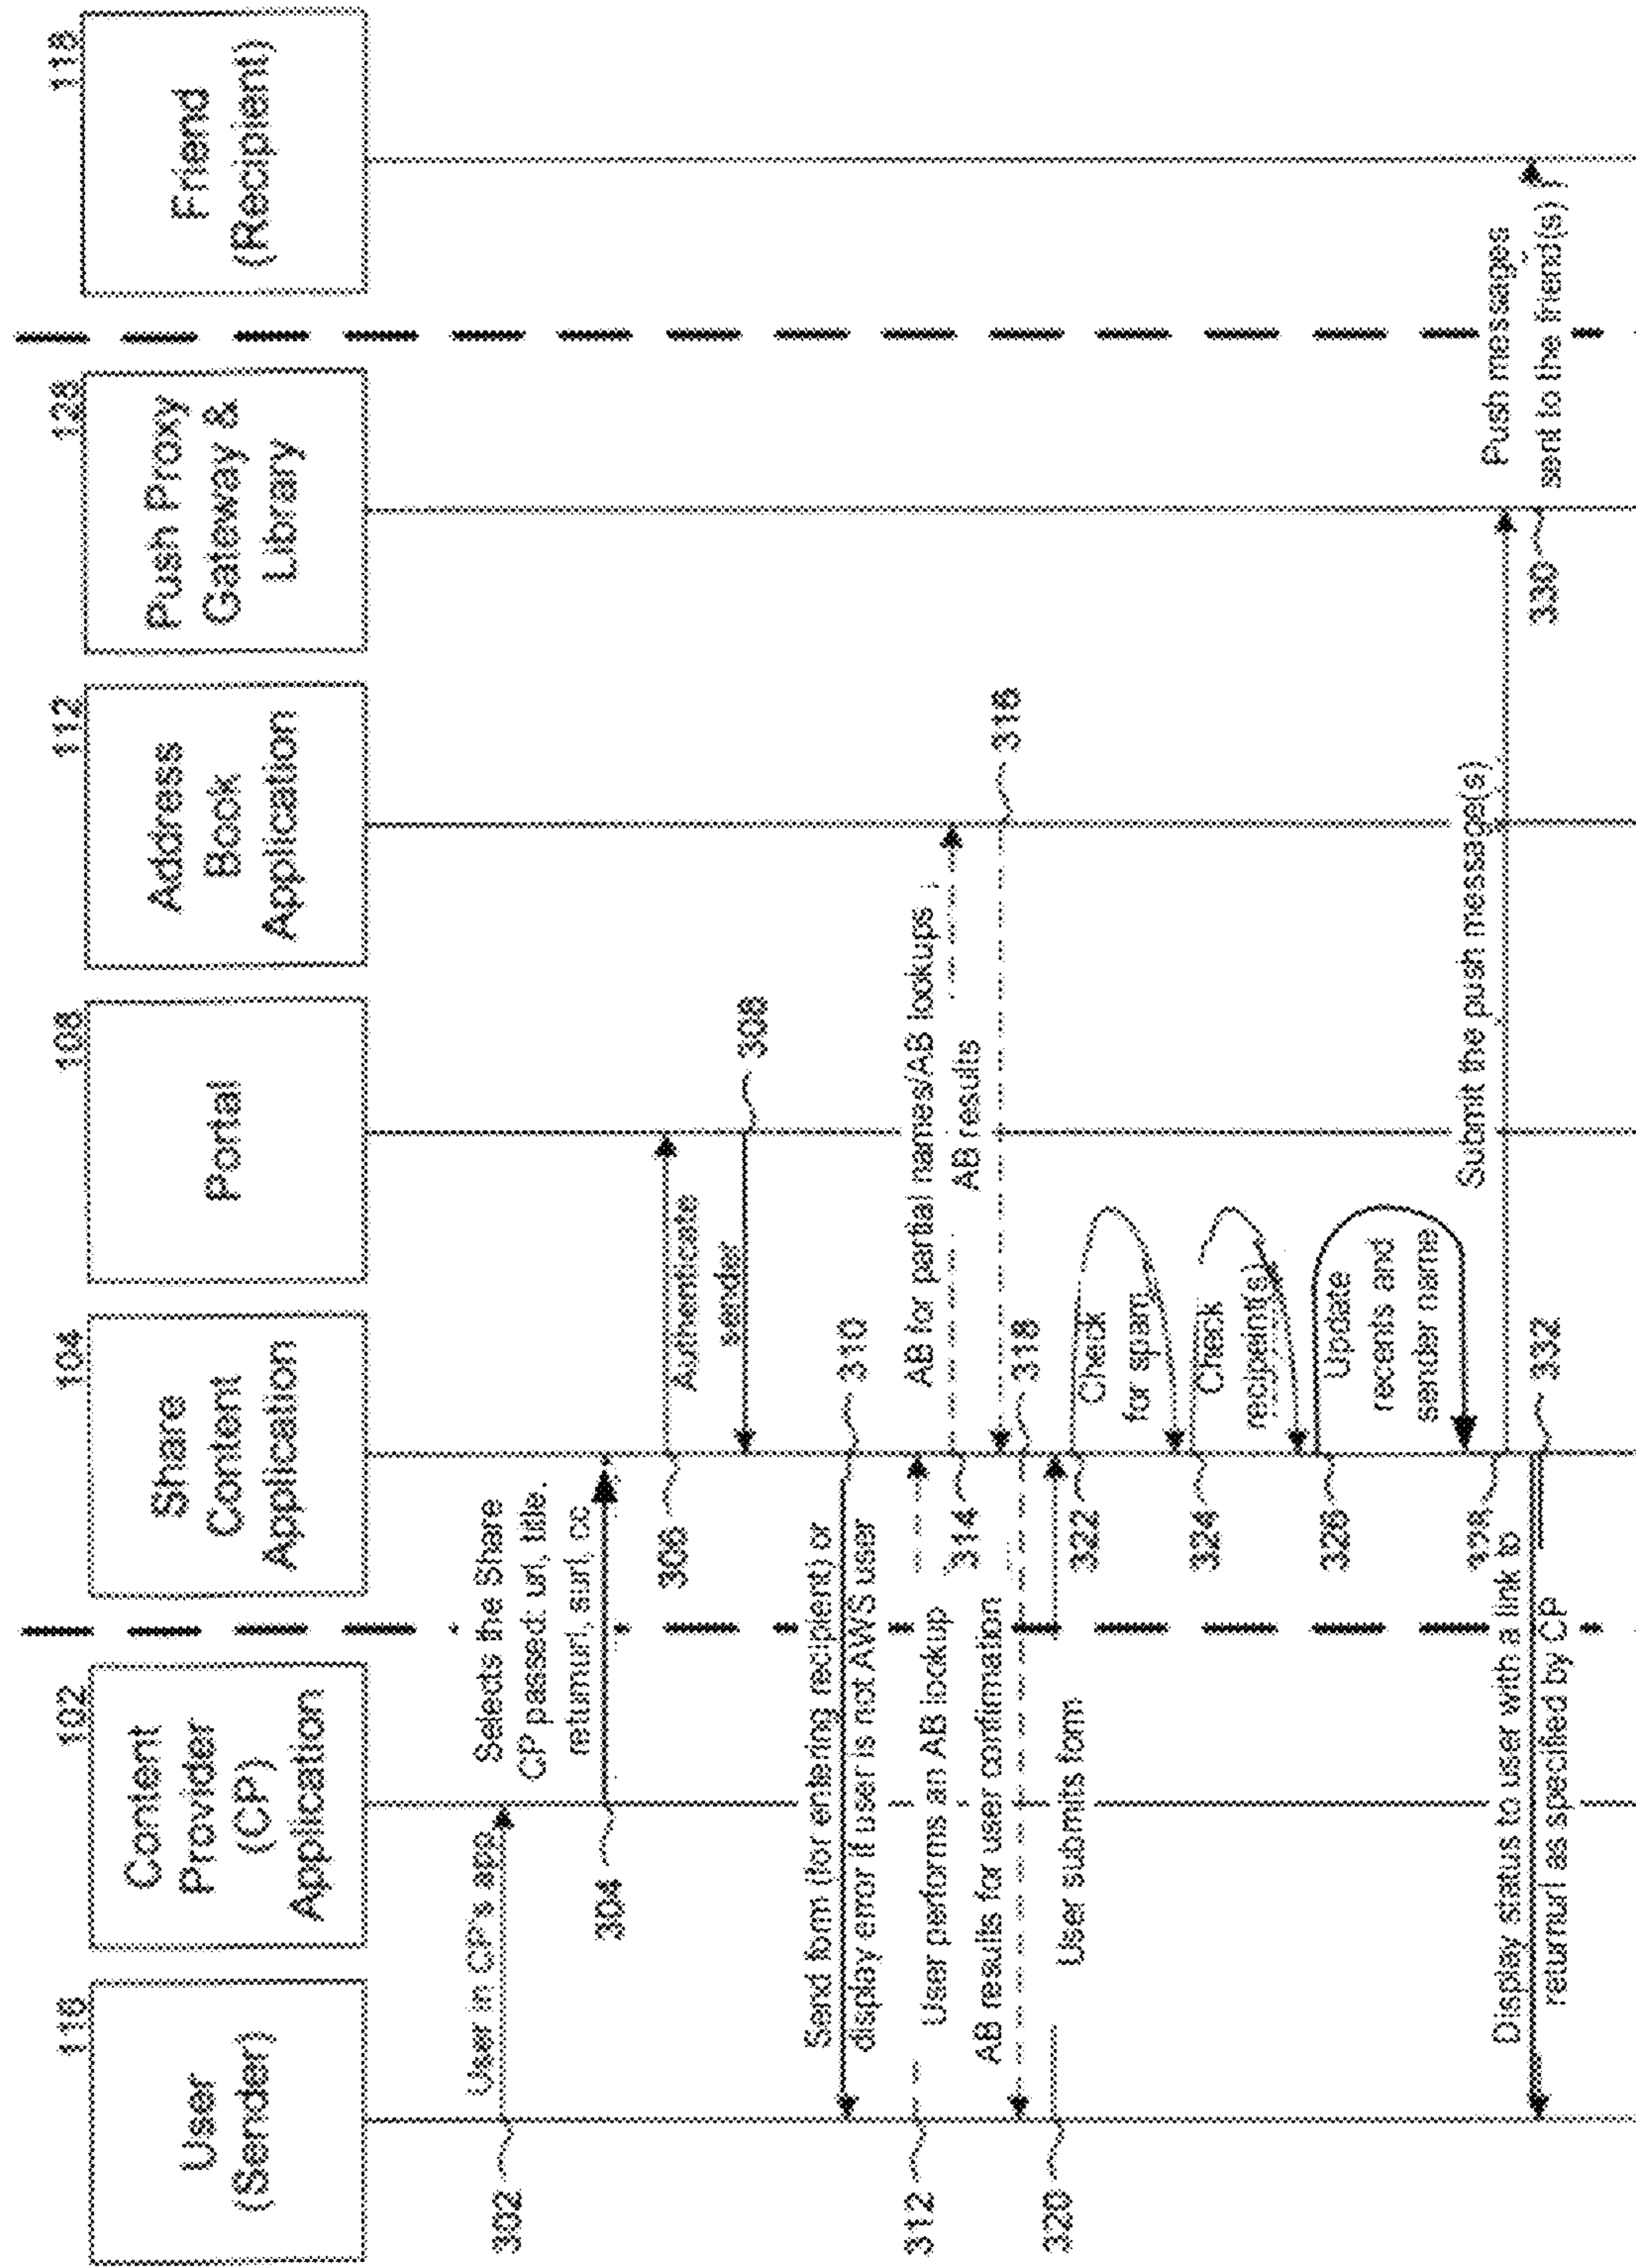 116
User
(Sender)
102
Content
Provider
(CP)
Application
104
Share
Content
Application
108
Portal
112
Address
Book
Application
128
Push Proxy
Gateway &
Library
118
Friend
(Recipient)
302
User in CP's app
304
Selects the Share
CP passed url, title,
returnurl, surl, cc
306
Authenticate
sender
308
310
Send form (for entering recipient) or
display error if user is not AWS user
312
User performs an AB lookup
314
AB for partial names/AB lookups
AB results
316
318
AB results for user confirmation
320
User submits form
322
Check
for spam
324
Check
recipeint(s)
326
Update
recents and
sender name
328
Submit the push message(s)
330
Push messages
sent to the friend(s)
332
Display status to user with a link to
returnurl as specified by CP